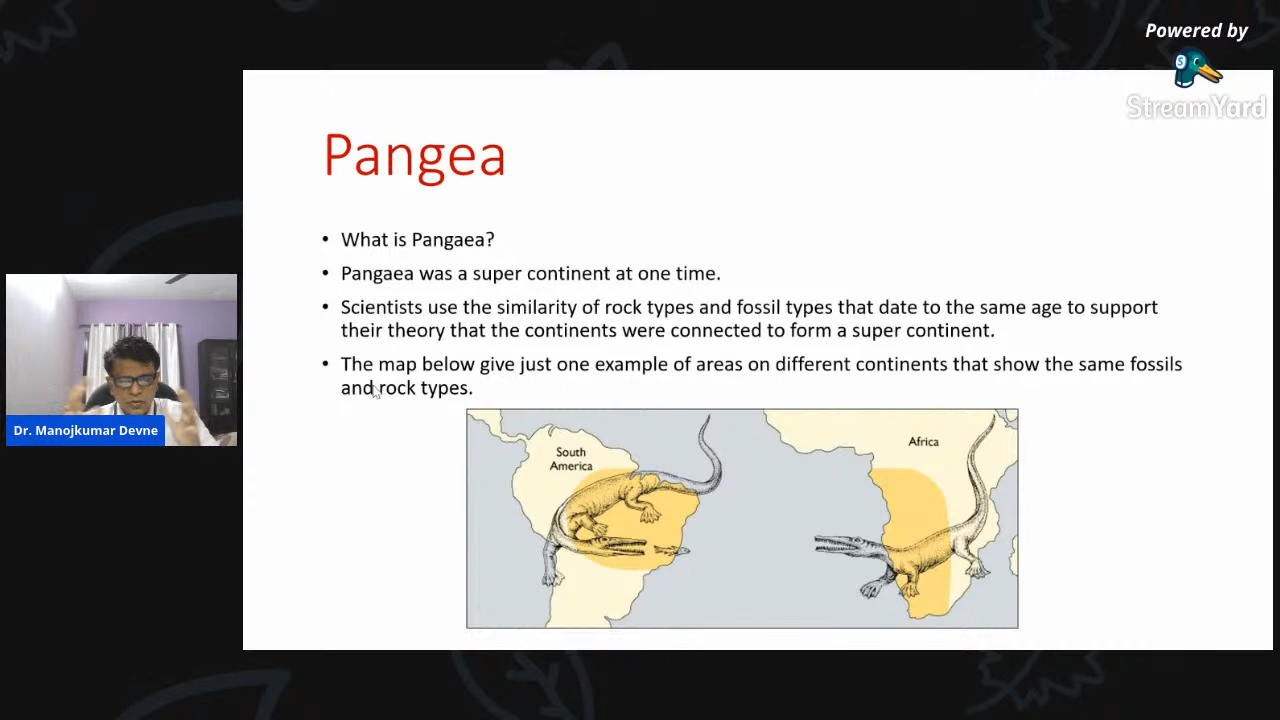 Powered by
StreamYard
Pangea
• What is Pangaea?
• Pangaea was a super continent at one time.
• Scientists use the similarity of rock types and fossil types that date to the same age to support
their theory that the continents were connected to form a super continent.
• The map below give just one example of areas on different continents that show the same fossils
and rock types.
South
America
Africa
Dr. Manojkumar Devne